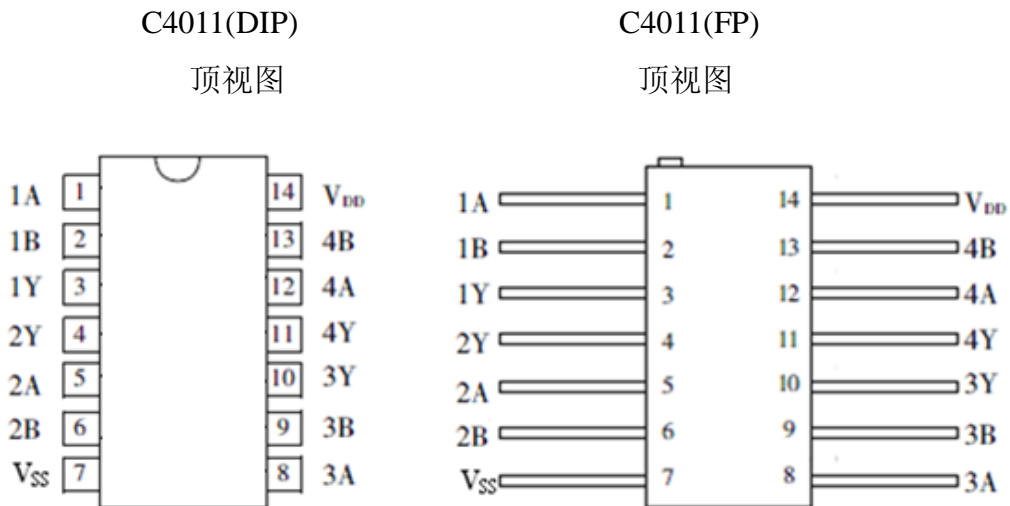 C4011(DIP) C4011(FP)
顶视图 顶视图
1A 1 14 VDD 1A 1 14 VDD
1B 2 13 4B 1B 2 13 4B
1Y 3 12 4A 1Y 3 12 4A
2Y 4 11 4Y 2Y 4 11 4Y
2A 5 10 3Y 2A 5 10 3Y
2B 6 9 3B 2B 6 9 3B
VSS 7 8 3A VSS 7 8 3A